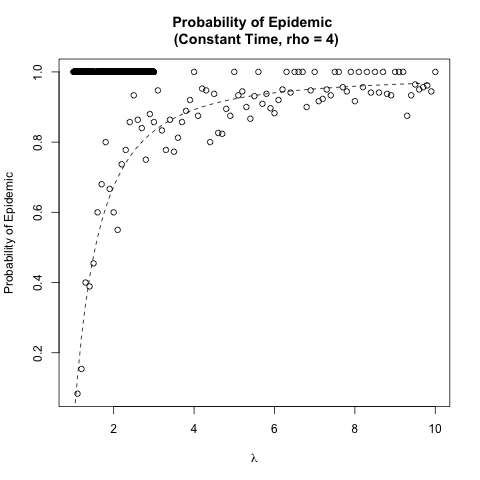 Probability of Epidemic
(Constant Time, rho = 4)
Probability of Epidemic
1.0
0.8
0.6
0.4
0.2
2 4 6 8 10
λ